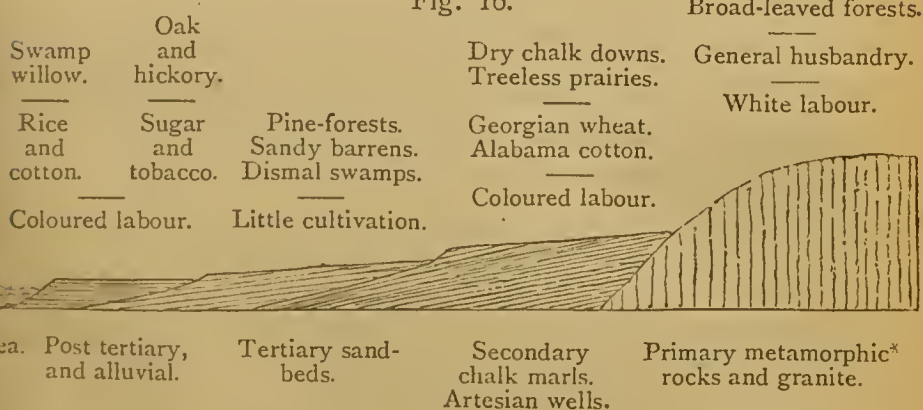 Fig. 16.
Swamp
willow.
Rice
and
cotton.
Oak
and
hickory.
Sugar
and
tobacco.
Coloured labour.
Pine-forests.
Sandy barrens.
Dismal swamps.
Little cultivation.
Dry chalk downs.
Treeless prairies.
Georgian wheat.
Alabama cotton.
Coloured labour.
Broad-leaved forests.
General husbandry.
White labour.
Post tertiary,
and alluvial.
Tertiary sand-
beds.
Secondary
chalk marls.
Artesian wells.
Primary metamorphic*
rocks and granite.